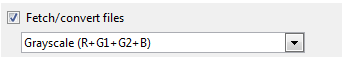 Fetch/convert files
Grayscale (R+G1+G2+B)